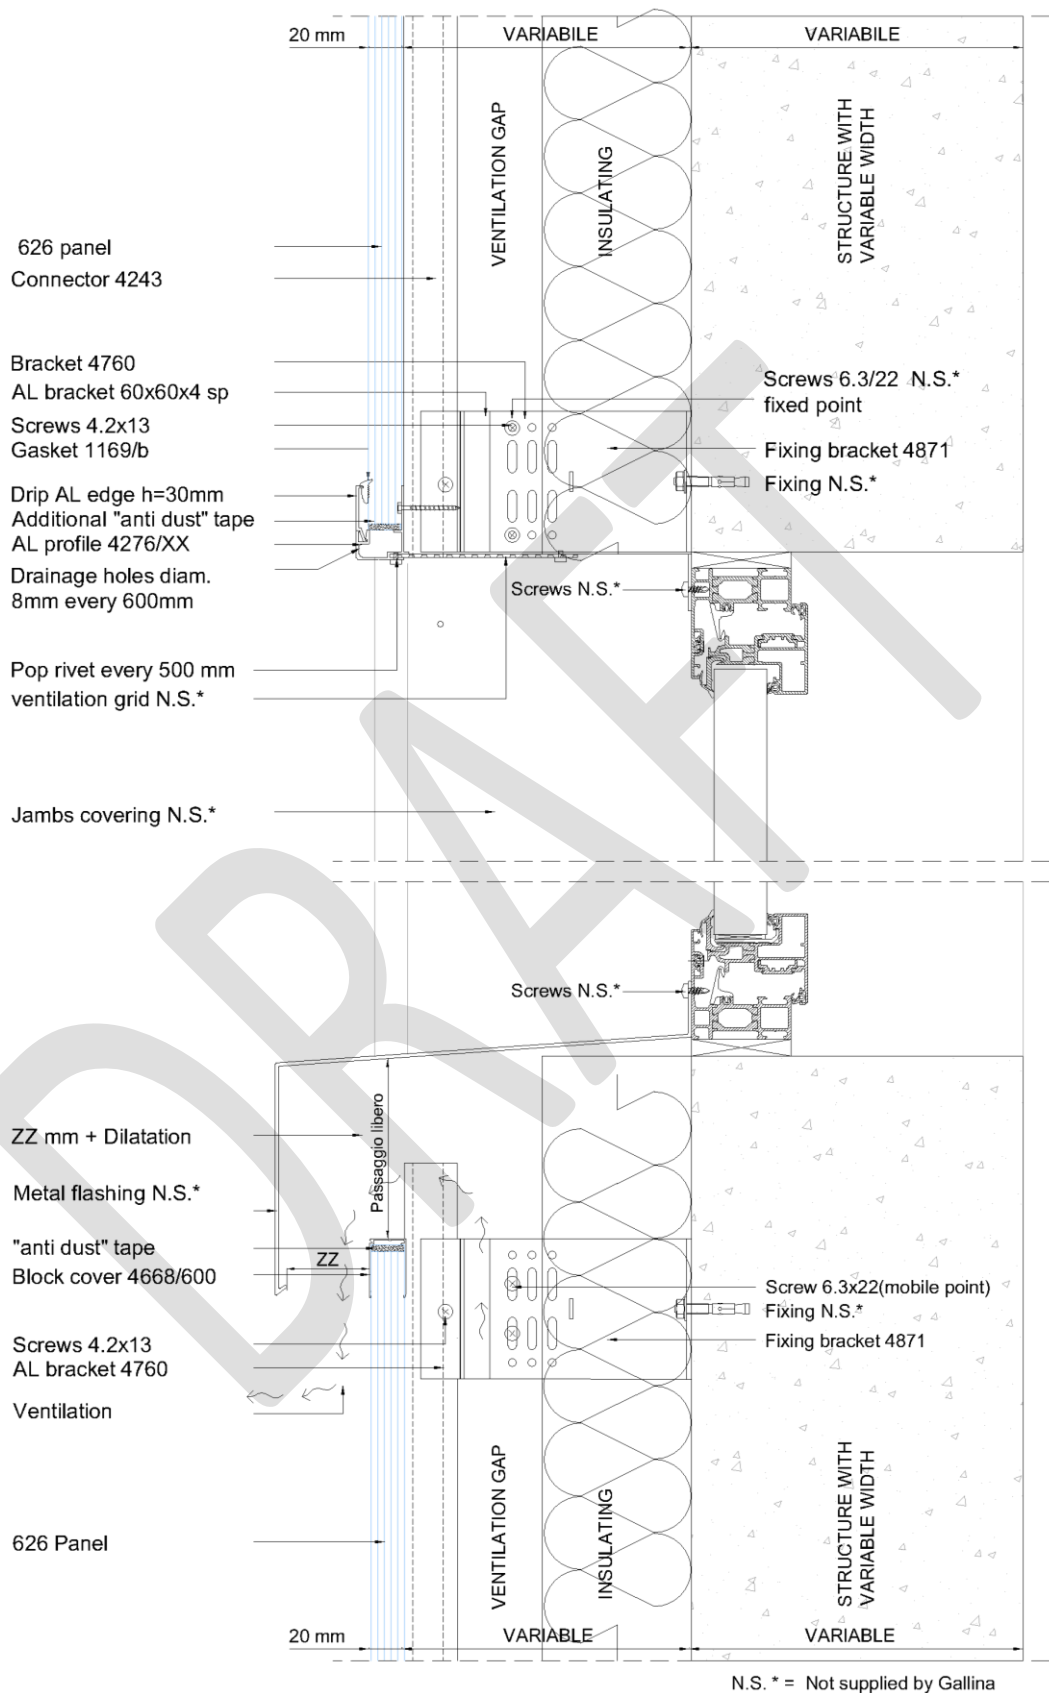 20 mm
VARIABILE
VARIABILE
VENTILATION GAP
INSULATING
STRUCTURE WITH
VARIABLE WIDTH
626 panel
Connector 4243
Bracket 4760
AL bracket 60x60x4 sp
Screws 4.2x13
Gasket 1169/b
Drip AL edge h=30mm
Additional "anti dust" tape
AL profile 4276/XX
Drainage holes diam.
8mm every 600mm
Screws 6.3/22 N.S.*
fixed point
Fixing bracket 4871
Fixing N.S.*
Screws N.S.*
Pop rivet every 500 mm
ventilation grid N.S.*
Jambs covering N.S.*
DRAFT
Screws N.S.*
ZZ mm + Dilatation
Passaggio libero
Metal flashing N.S.*
"anti dust" tape
ZZ
Block cover 4668/600
Screws 4.2x13
AL bracket 4760
Ventilation
Screw 6.3x22(mobile point)
Fixing N.S.*
Fixing bracket 4871
626 Panel
VENTILATION GAP
INSULATING
STRUCTURE WITH
VARIABLE WIDTH
20 mm
VARIABLE
VARIABLE
N.S. * = Not supplied by Gallina